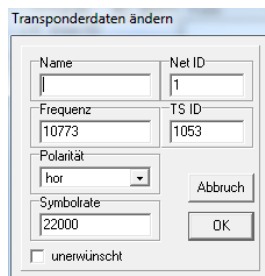 Transponderdaten ändern
Name Net ID
1
Frequenz TS ID
10773 1053
Polarität
hor
Abbruch
Symbolrate
22000 OK
unerwünscht